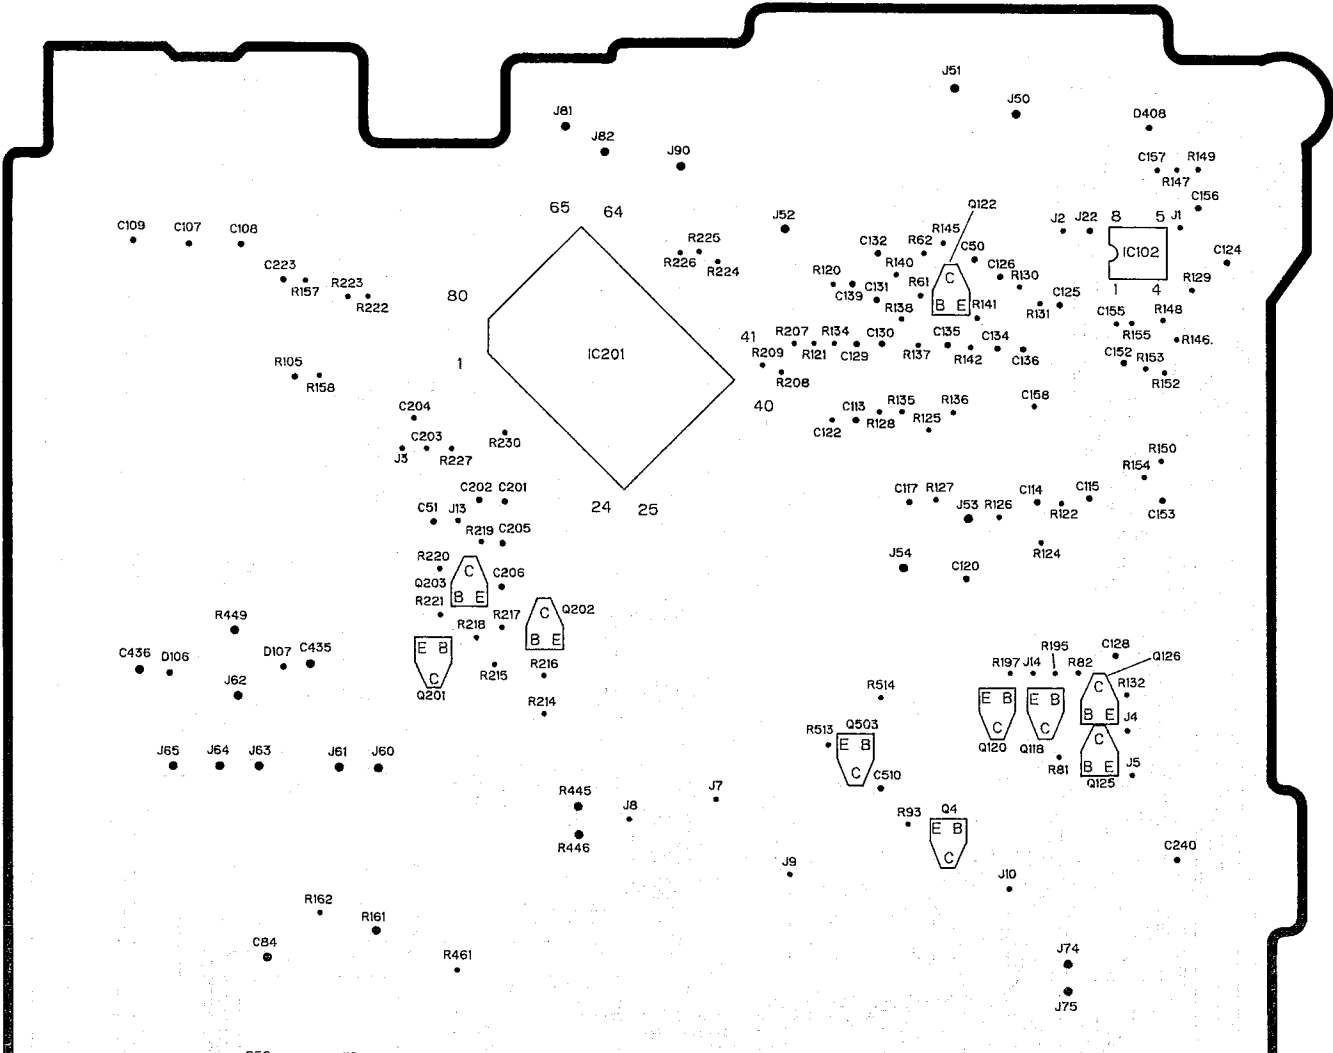 J51
J50
J81
D408
J82
J90
C157
R149
R147
C156
65
64
Q122
C109
C107
C108
J52
J2
J22
8
5
J1
R225
R145
C132
R62
C50
IC102
R226
R224
R140
C126
R130
C124
C223
R157
R223
R222
R120
C139
C131
R61
C
B E
R129
80
R138
R141
R131
C125
1
4
C155
R155
R148
41
R207
R134
C130
C135
C134
R146.
IC201
R209
R121
C129
R137
R142
C136
C152
R153
1
R208
R152
R105
R158
40
C158
C204
C113
R135
R136
C122
R128
R125
C203
R230
J3
R227
R150
R154
C202
C201
24
25
C117
R127
C114
C115
C51
J13
J53
R126
R122
C153
R219
C205
R124
R220
J54
C120
Q203
C
B E
C206
R221
R217
C
B E
Q202
R449
R218
E B
C
Q201
R215
R216
C436
D106
D107
C435
J62
R195
C128
R197
J14
R82
Q126
R214
R514
E B
C
Q120
E B
C
Q118
C
B E
R132
J4
R513
Q503
E B
C
C
B E
Q125
R81
J5
J65
J64
J63
J61
J60
C510
R445
J8
J7
R93
Q4
E B
C
R446
J9
J10
C240
R162
R161
C84
R461
J74
J75